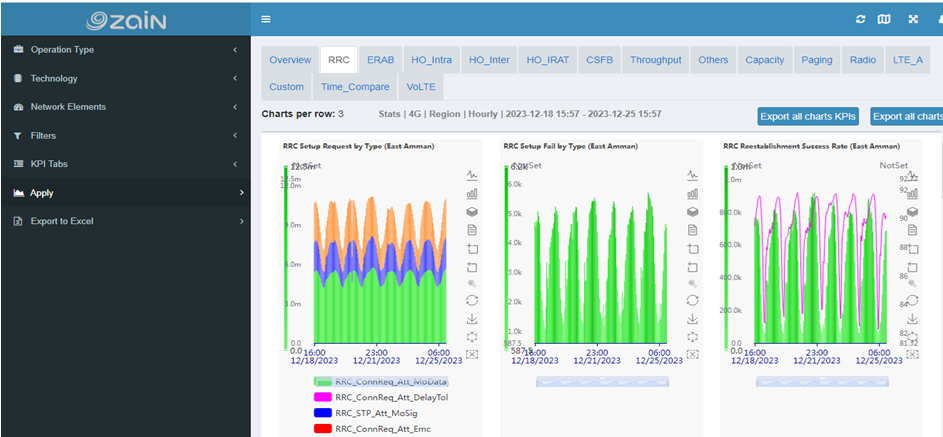 zain
Operation Type
Technology
Network Elements
Filters
KPI Tabs
Apply
Export to Excel
Overview RRC ERAB HO_Intra HO_Inter HO_IRAT CSFB Throughput Others Capacity Paging Radio LTE_A
Custom Time_Compare VoLTE
Charts per row: 3 Stats | 4G | Region | Hourly | 2023-12-18 15:57 - 2023-12-25 15:57 Export all charts KPIs Export all charts
RRC Setup Request by Type (East Amman)
NotSet
12.5m
12.0m
9.0m
6.0m
3.0m
0.0
0.0
16:00 23:00 06:00
12/18/2023 12/21/2023 12/25/2023
RRC_ConnReq_Att_MoData
RRC_ConnReq_Att_DelayTol
RRC_STP_Att_MoSig
RRC_ConnReq_Att_Emc
RRC Setup Fail by Type (East Amman)
NotSet
6.2k
6.0k
5.0k
4.0k
3.0k
2.0k
1.0k
587.5
587.5
16:00 23:00 06:00
12/18/2023 12/21/2023 12/25/2023
RRC Reestablishment Success Rate (East Amman)
NotSet NotSet
1.0m
800.0k
600.0k
400.0k
200.0k
0.0
0.0
92
90
88
86
84
82
81.32
16:00 23:00 06:00
12/18/2023 12/21/2023 12/25/2023